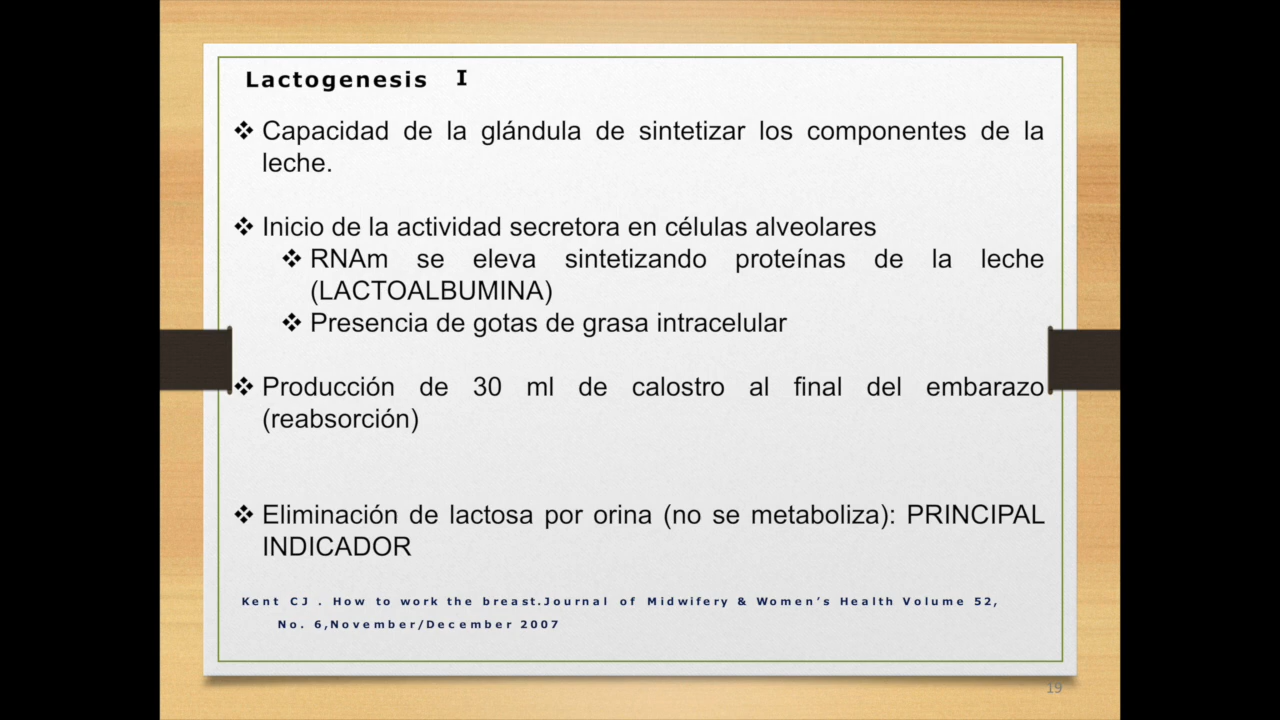 Lactogenesis I
❖ Capacidad de la glándula de sintetizar los componentes de la
leche.
❖ Inicio de la actividad secretora en células alveolares
❖ RNAm se eleva sintetizando proteínas de la leche
(LACTOALBUMINA)
❖ Presencia de gotas de grasa intracelular
❖ Producción de 30 ml de calostro al final del embarazo
(reabsorción)
❖ Eliminación de lactosa por orina (no se metaboliza): PRINCIPAL
INDICADOR
Kent CJ . How to work the breast.Journal of Midwifery & Women’s Health Volume 52,
No. 6,November/December 2007
19